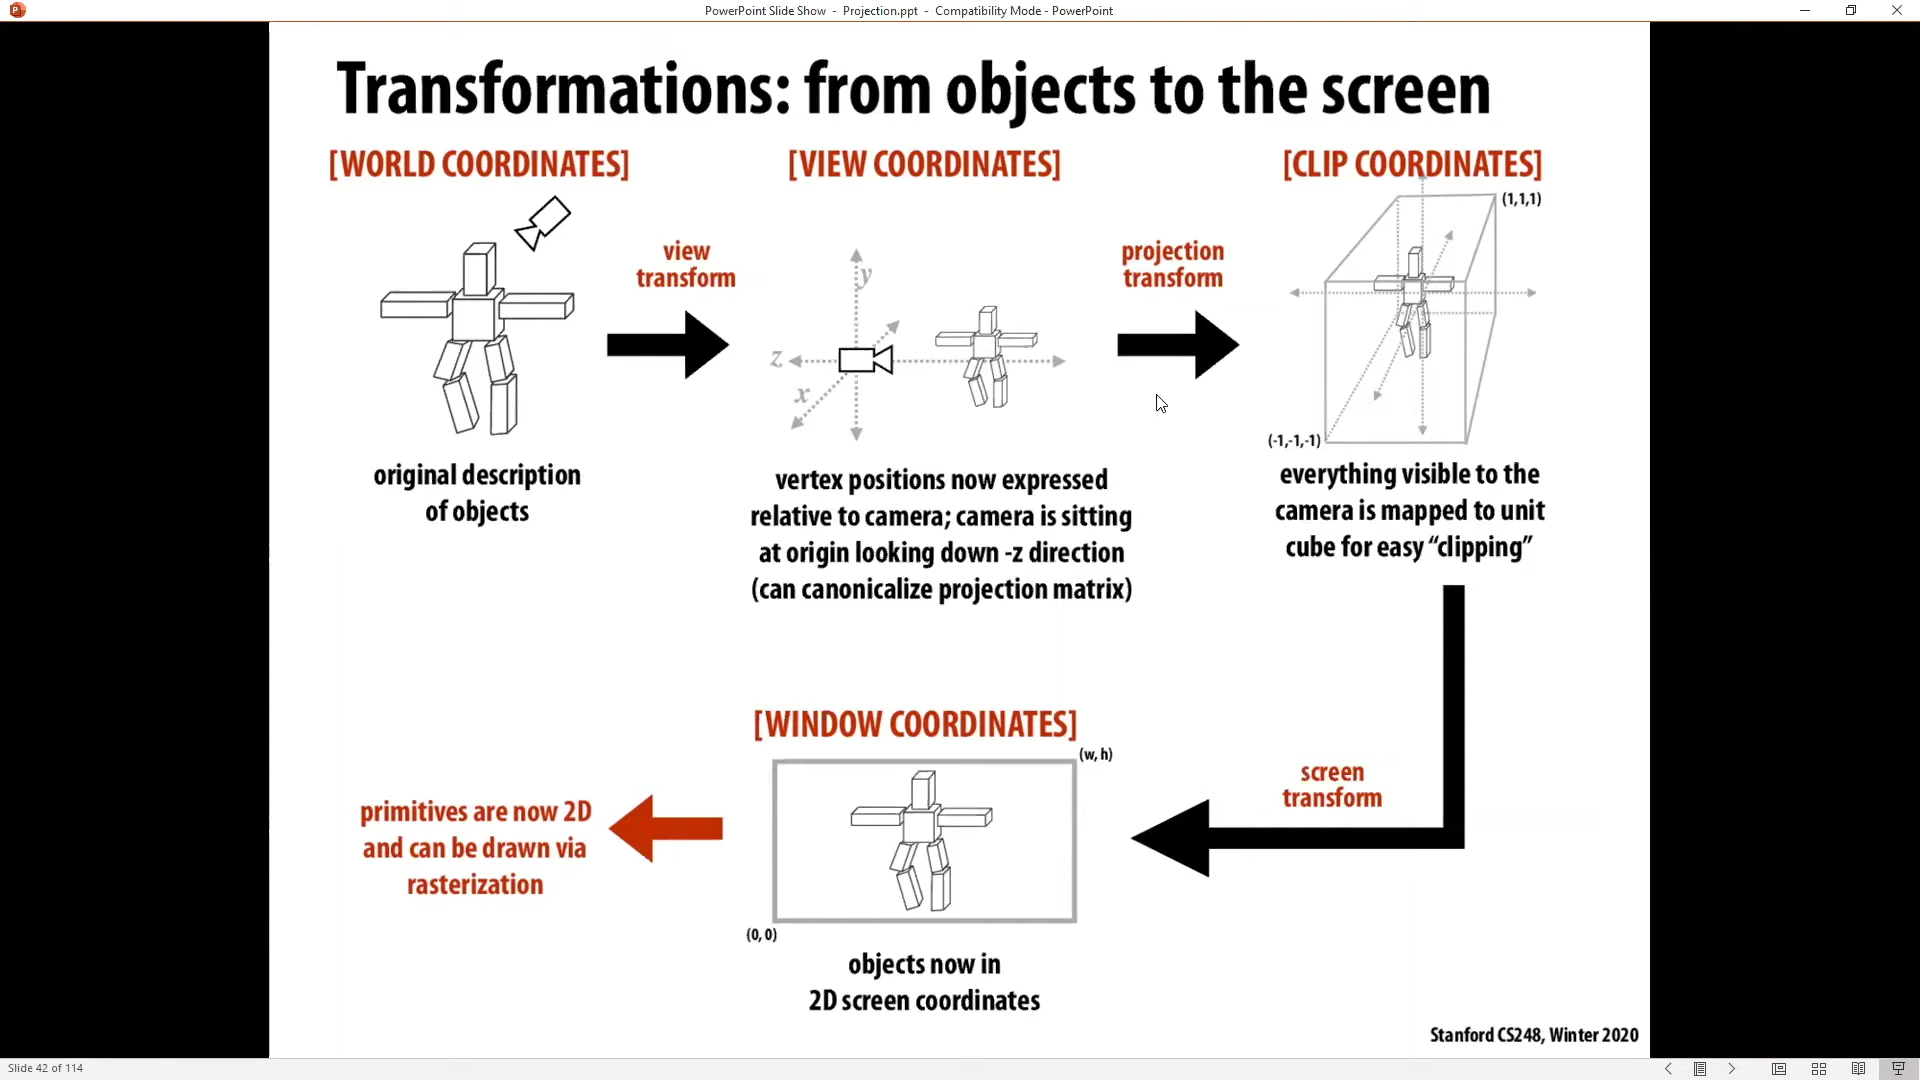 PowerPoint Slide Show - Projection.ppt - Compatibility Mode - PowerPoint
Transformations: from objects to the screen
[WORLD COORDINATES]
[VIEW COORDINATES]
[CLIP COORDINATES]
(1,1,1)
view
transform
projection
transform
y
z
x
(-1,-1,-1)
original description
of objects
vertex positions now expressed
relative to camera; camera is sitting
at origin looking down -z direction
(can canonicalize projection matrix)
everything visible to the
camera is mapped to unit
cube for easy “clipping”
[WINDOW COORDINATES]
(w, h)
screen
transform
primitives are now 2D
and can be drawn via
rasterization
(0, 0)
objects now in
2D screen coordinates
Stanford CS248, Winter 2020
Slide 42 of 114